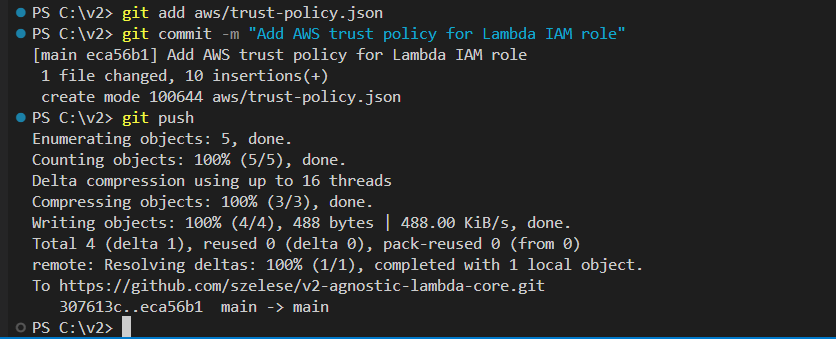 PS C:\v2> git add aws/trust-policy.json
PS C:\v2> git commit -m "Add AWS trust policy for Lambda IAM role"
[main eca56b1] Add AWS trust policy for Lambda IAM role
 1 file changed, 10 insertions(+)
 create mode 100644 aws/trust-policy.json
PS C:\v2> git push
Enumerating objects: 5, done.
Counting objects: 100% (5/5), done.
Delta compression using up to 16 threads
Compressing objects: 100% (3/3), done.
Writing objects: 100% (4/4), 488 bytes | 488.00 KiB/s, done.
Total 4 (delta 1), reused 0 (delta 0), pack-reused 0 (from 0)
remote: Resolving deltas: 100% (1/1), completed with 1 local object.
To https://github.com/szelese/v2-agnostic-lambda-core.git
   307613c..eca56b1  main -> main
PS C:\v2>